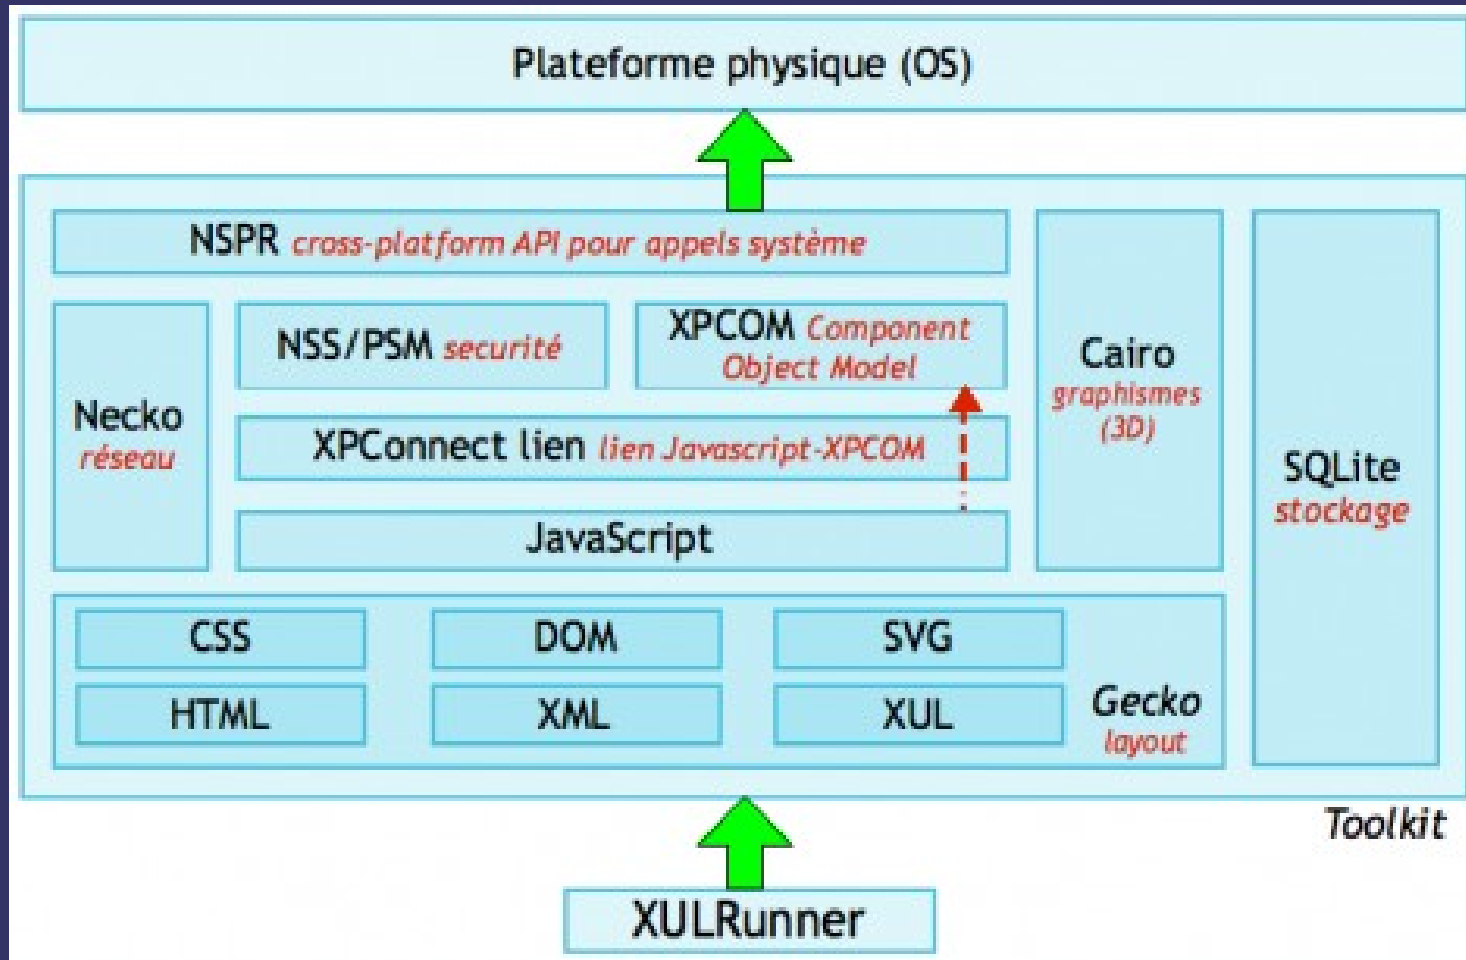 Plateforme physique (OS)
NSPR cross-platform API pour appels système
Necko
réseau
NSS/PSM securité
XPCOM Component
Object Model
XPConnect lien lien Javascript-XPCOM
JavaScript
Cairo
graphismes
(3D)
SQLite
stockage
CSS
DOM
SVG
HTML
XML
XUL
Gecko
layout
Toolkit
XULRunner